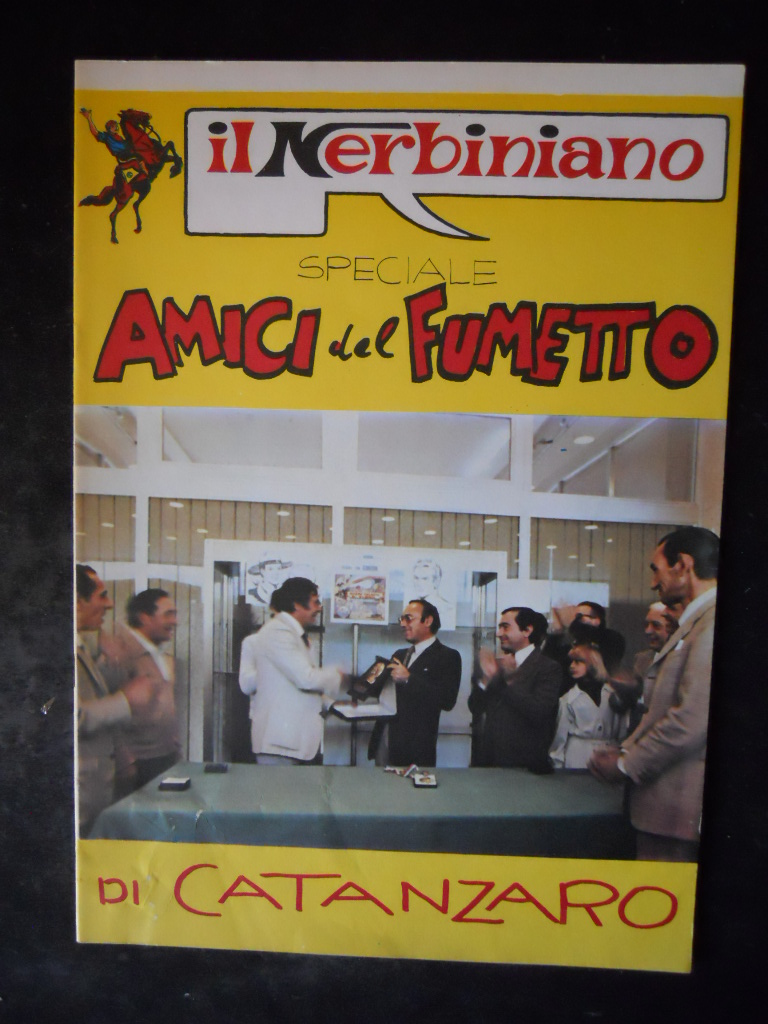 il Nerbiniano
SPECIALE
AMICI del FUMETTO
DI CATANZARO